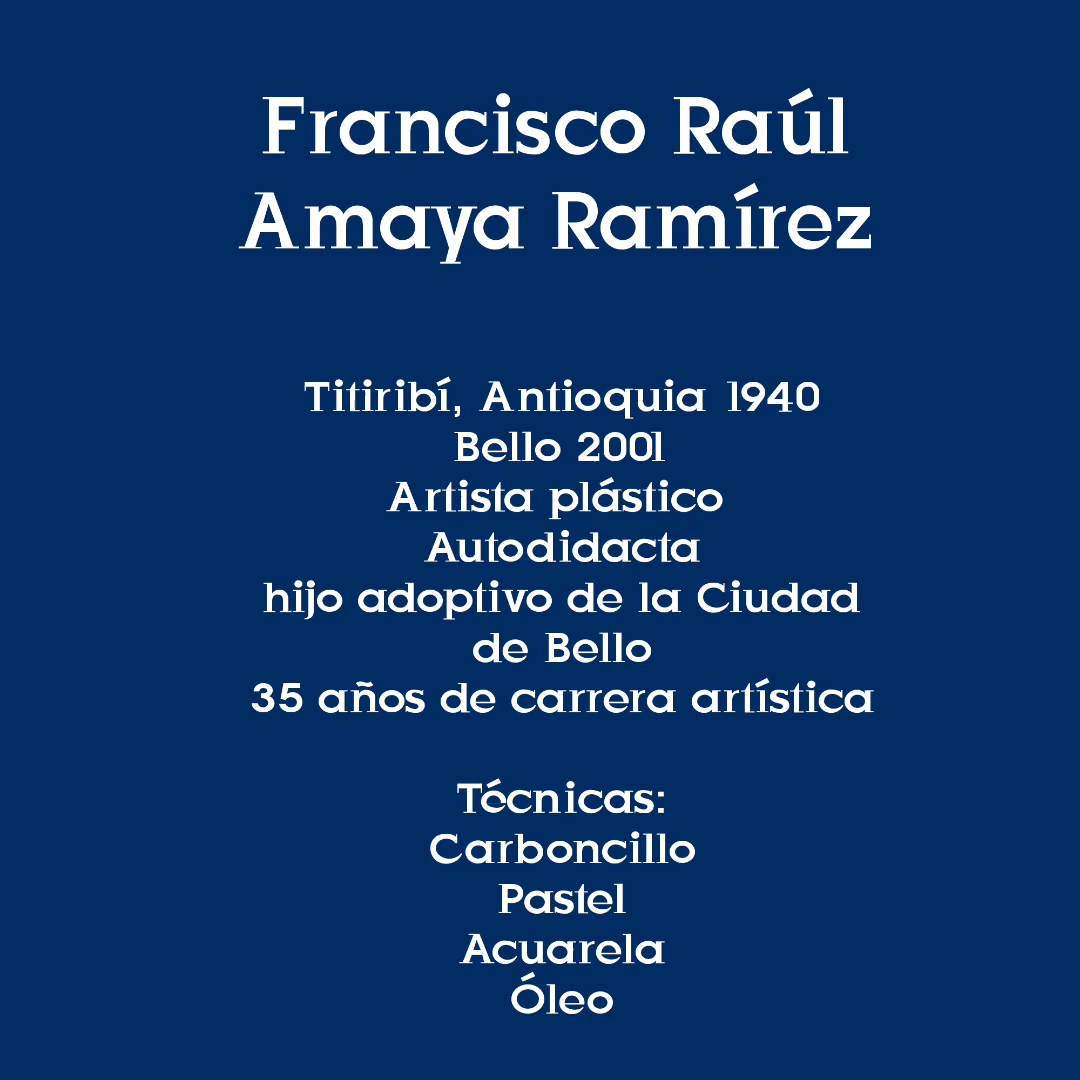 Francisco Raúl
Amaya Ramírez
Titiribí, Antioquia 1940
Bello 2001
Artista plástico
Autodidacta
hijo adoptivo de la Ciudad
de Bello
35 años de carrera artística
Técnicas:
Carboncillo
Pastel
Acuarela
Óleo